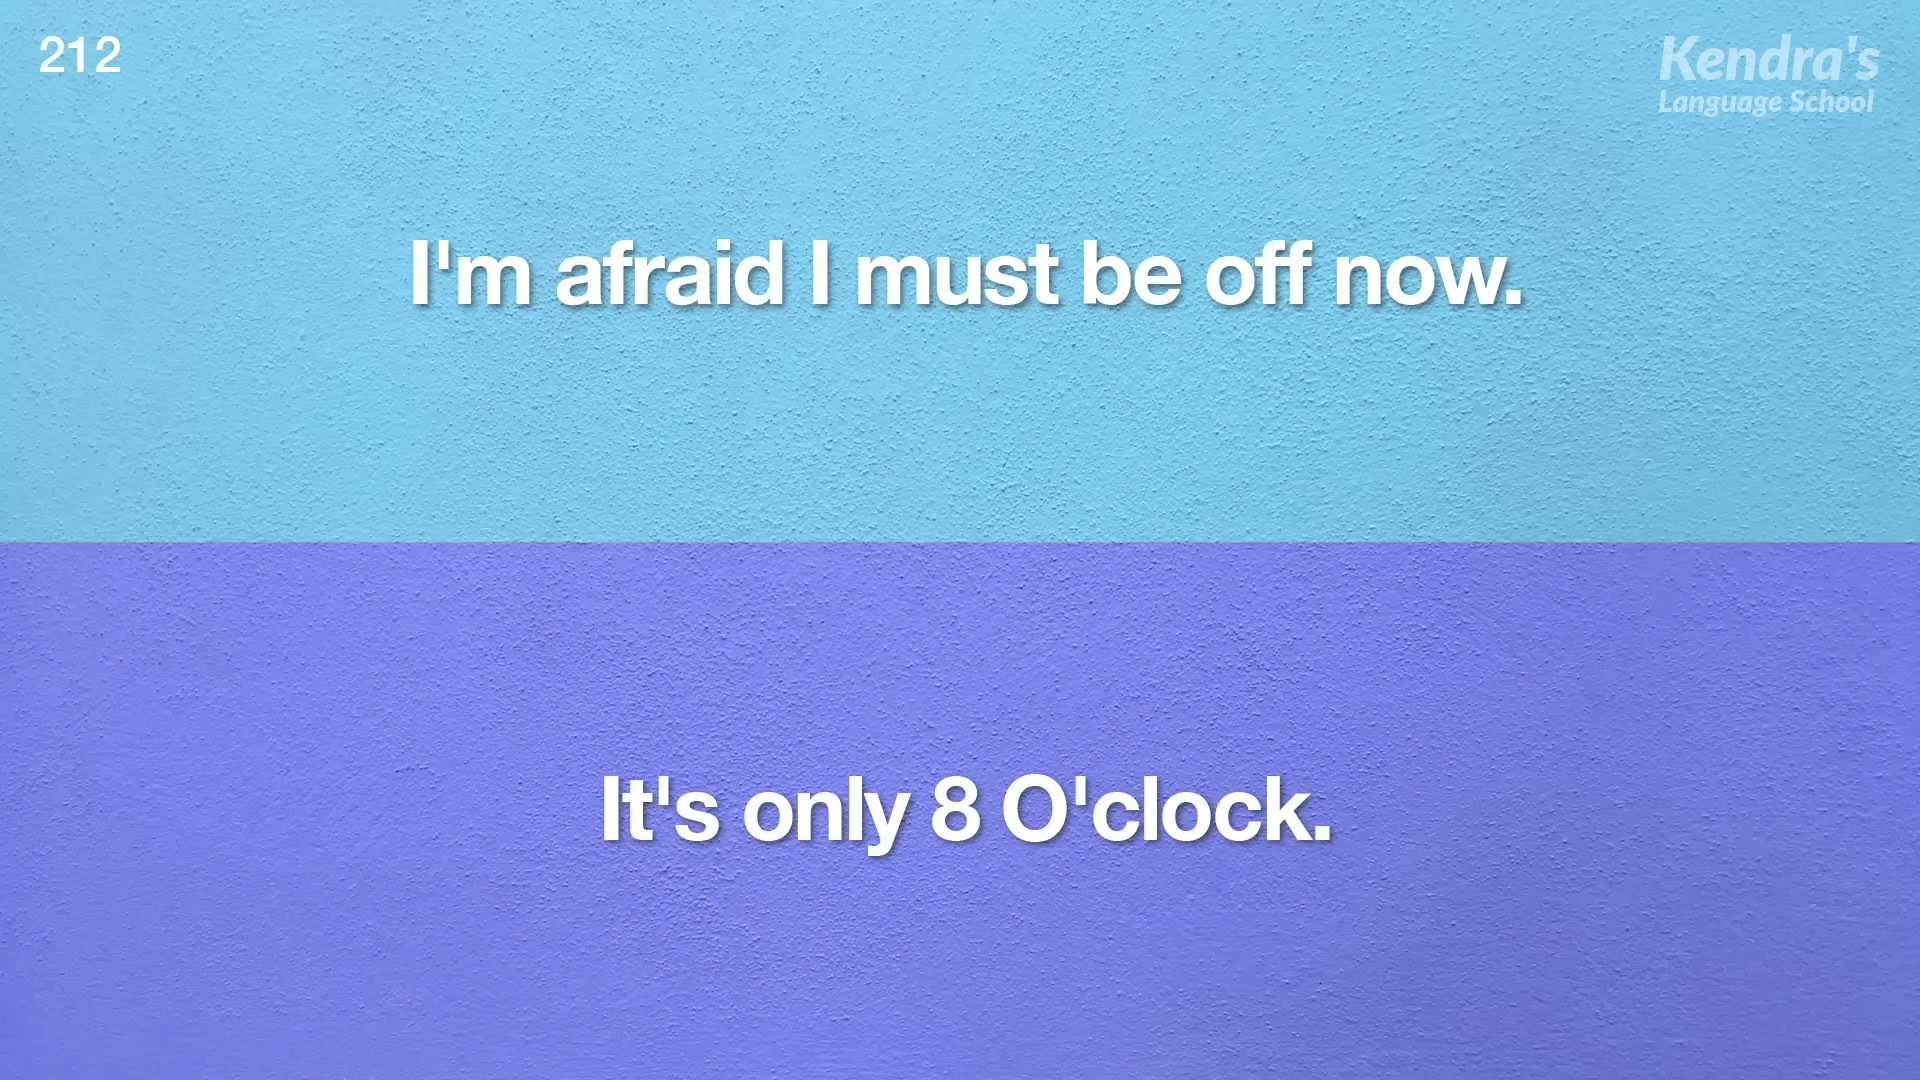 212
Kendra's
Language School
I'm afraid I must be off now.
It's only 8 O'clock.